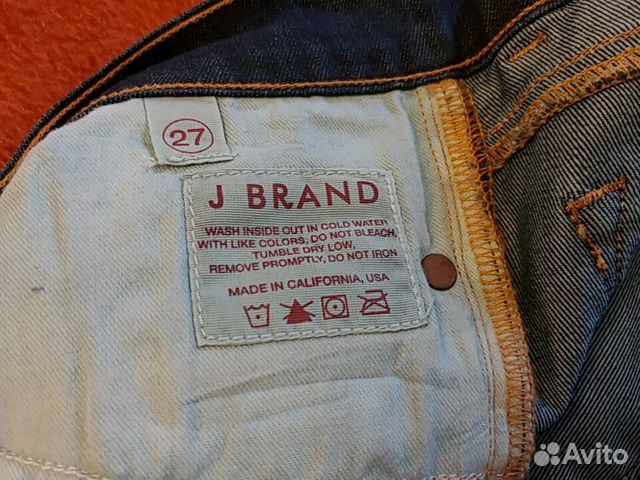 27
J BRAND
WASH INSIDE OUT IN COLD WATER
WITH LIKE COLORS, DO NOT BLEACH,
TUMBLE DRY LOW,
REMOVE PROMPTLY, DO NOT IRON
MADE IN CALIFORNIA, USA
Avito